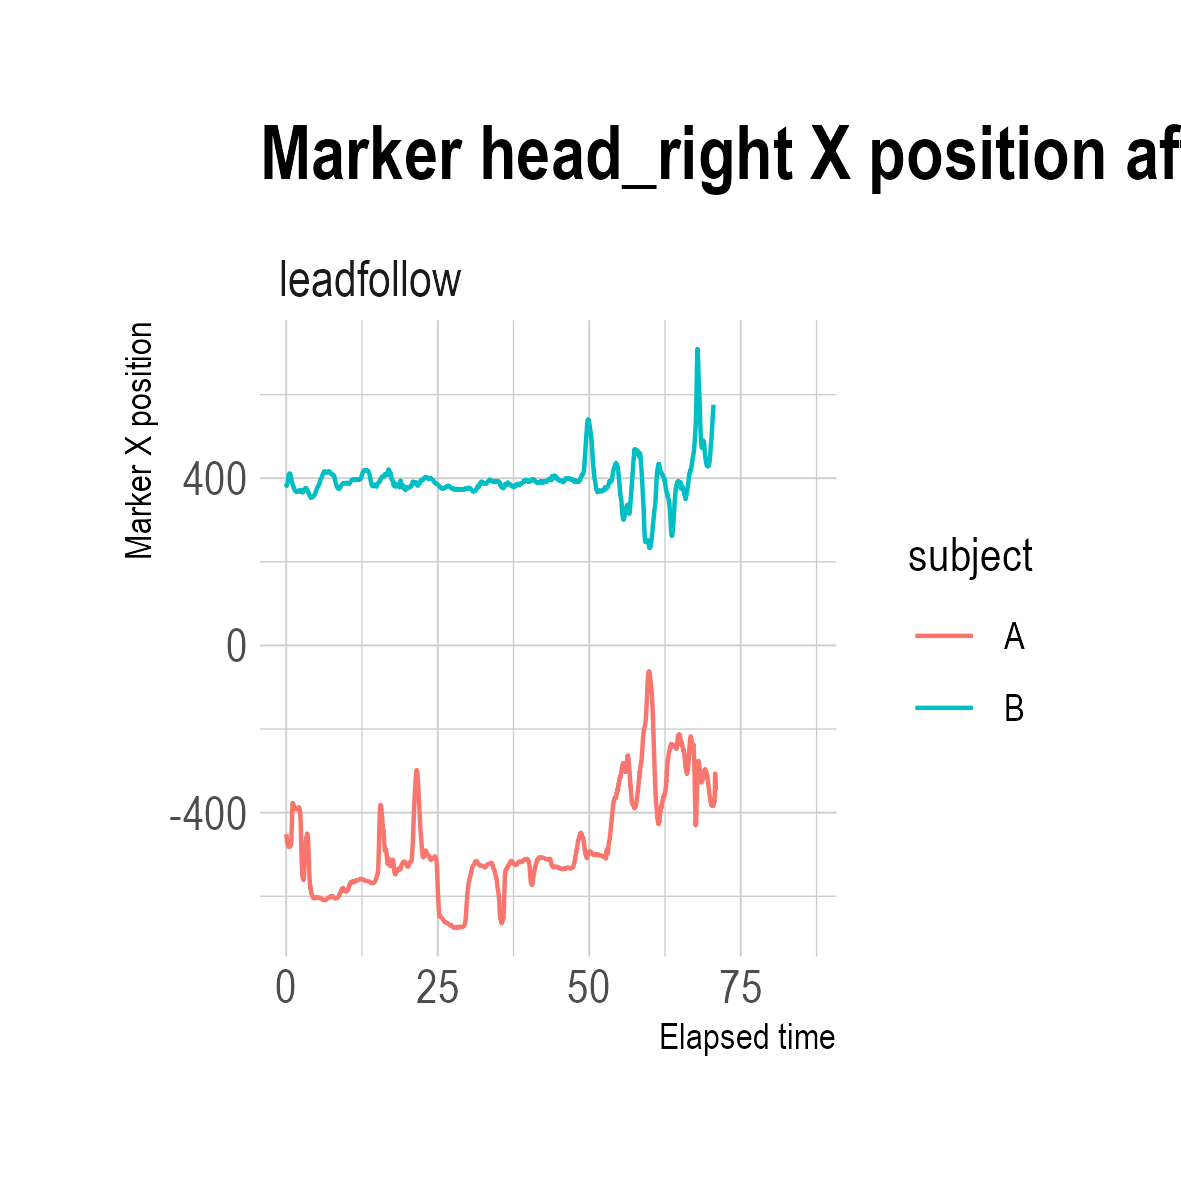 Marker head_right X position af
leadfollow
Marker X position
400
0
-400
0
25
50
75
Elapsed time
subject
A
B